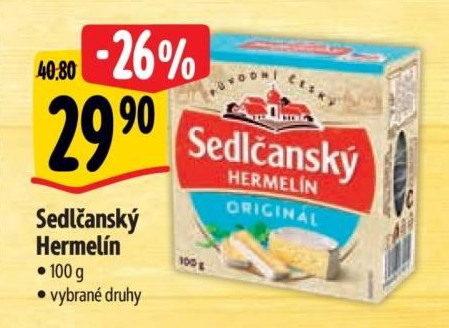 -26%
40,80
29 90
Sedlčanský
Hermelín
• 100 g
• vybrané druhy
PŮVODNÍ ČESKÝ
Sedlčanský
HERMELÍN
ORIGINÁL
100 g